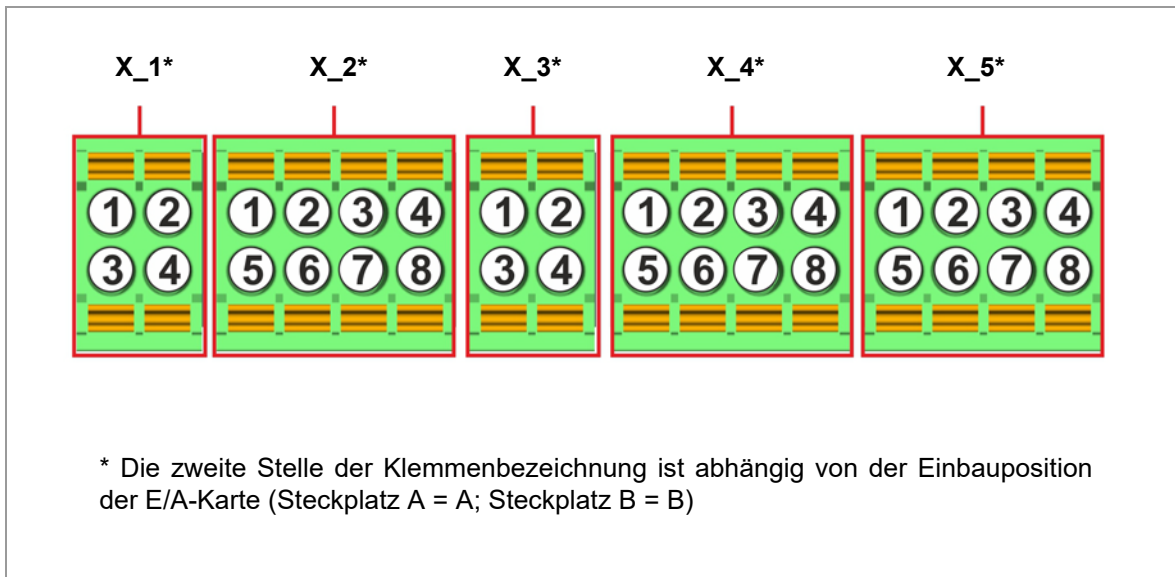 X_1* X_2* X_3* X_4* X_5*
1 2 1 2 3 4 1 2 1 2 3 4 1 2 3 4
3 4 5 6 7 8 3 4 5 6 7 8 5 6 7 8
* Die zweite Stelle der Klemmenbezeichnung ist abhängig von der Einbauposition
der E/A-Karte (Steckplatz A = A; Steckplatz B = B)